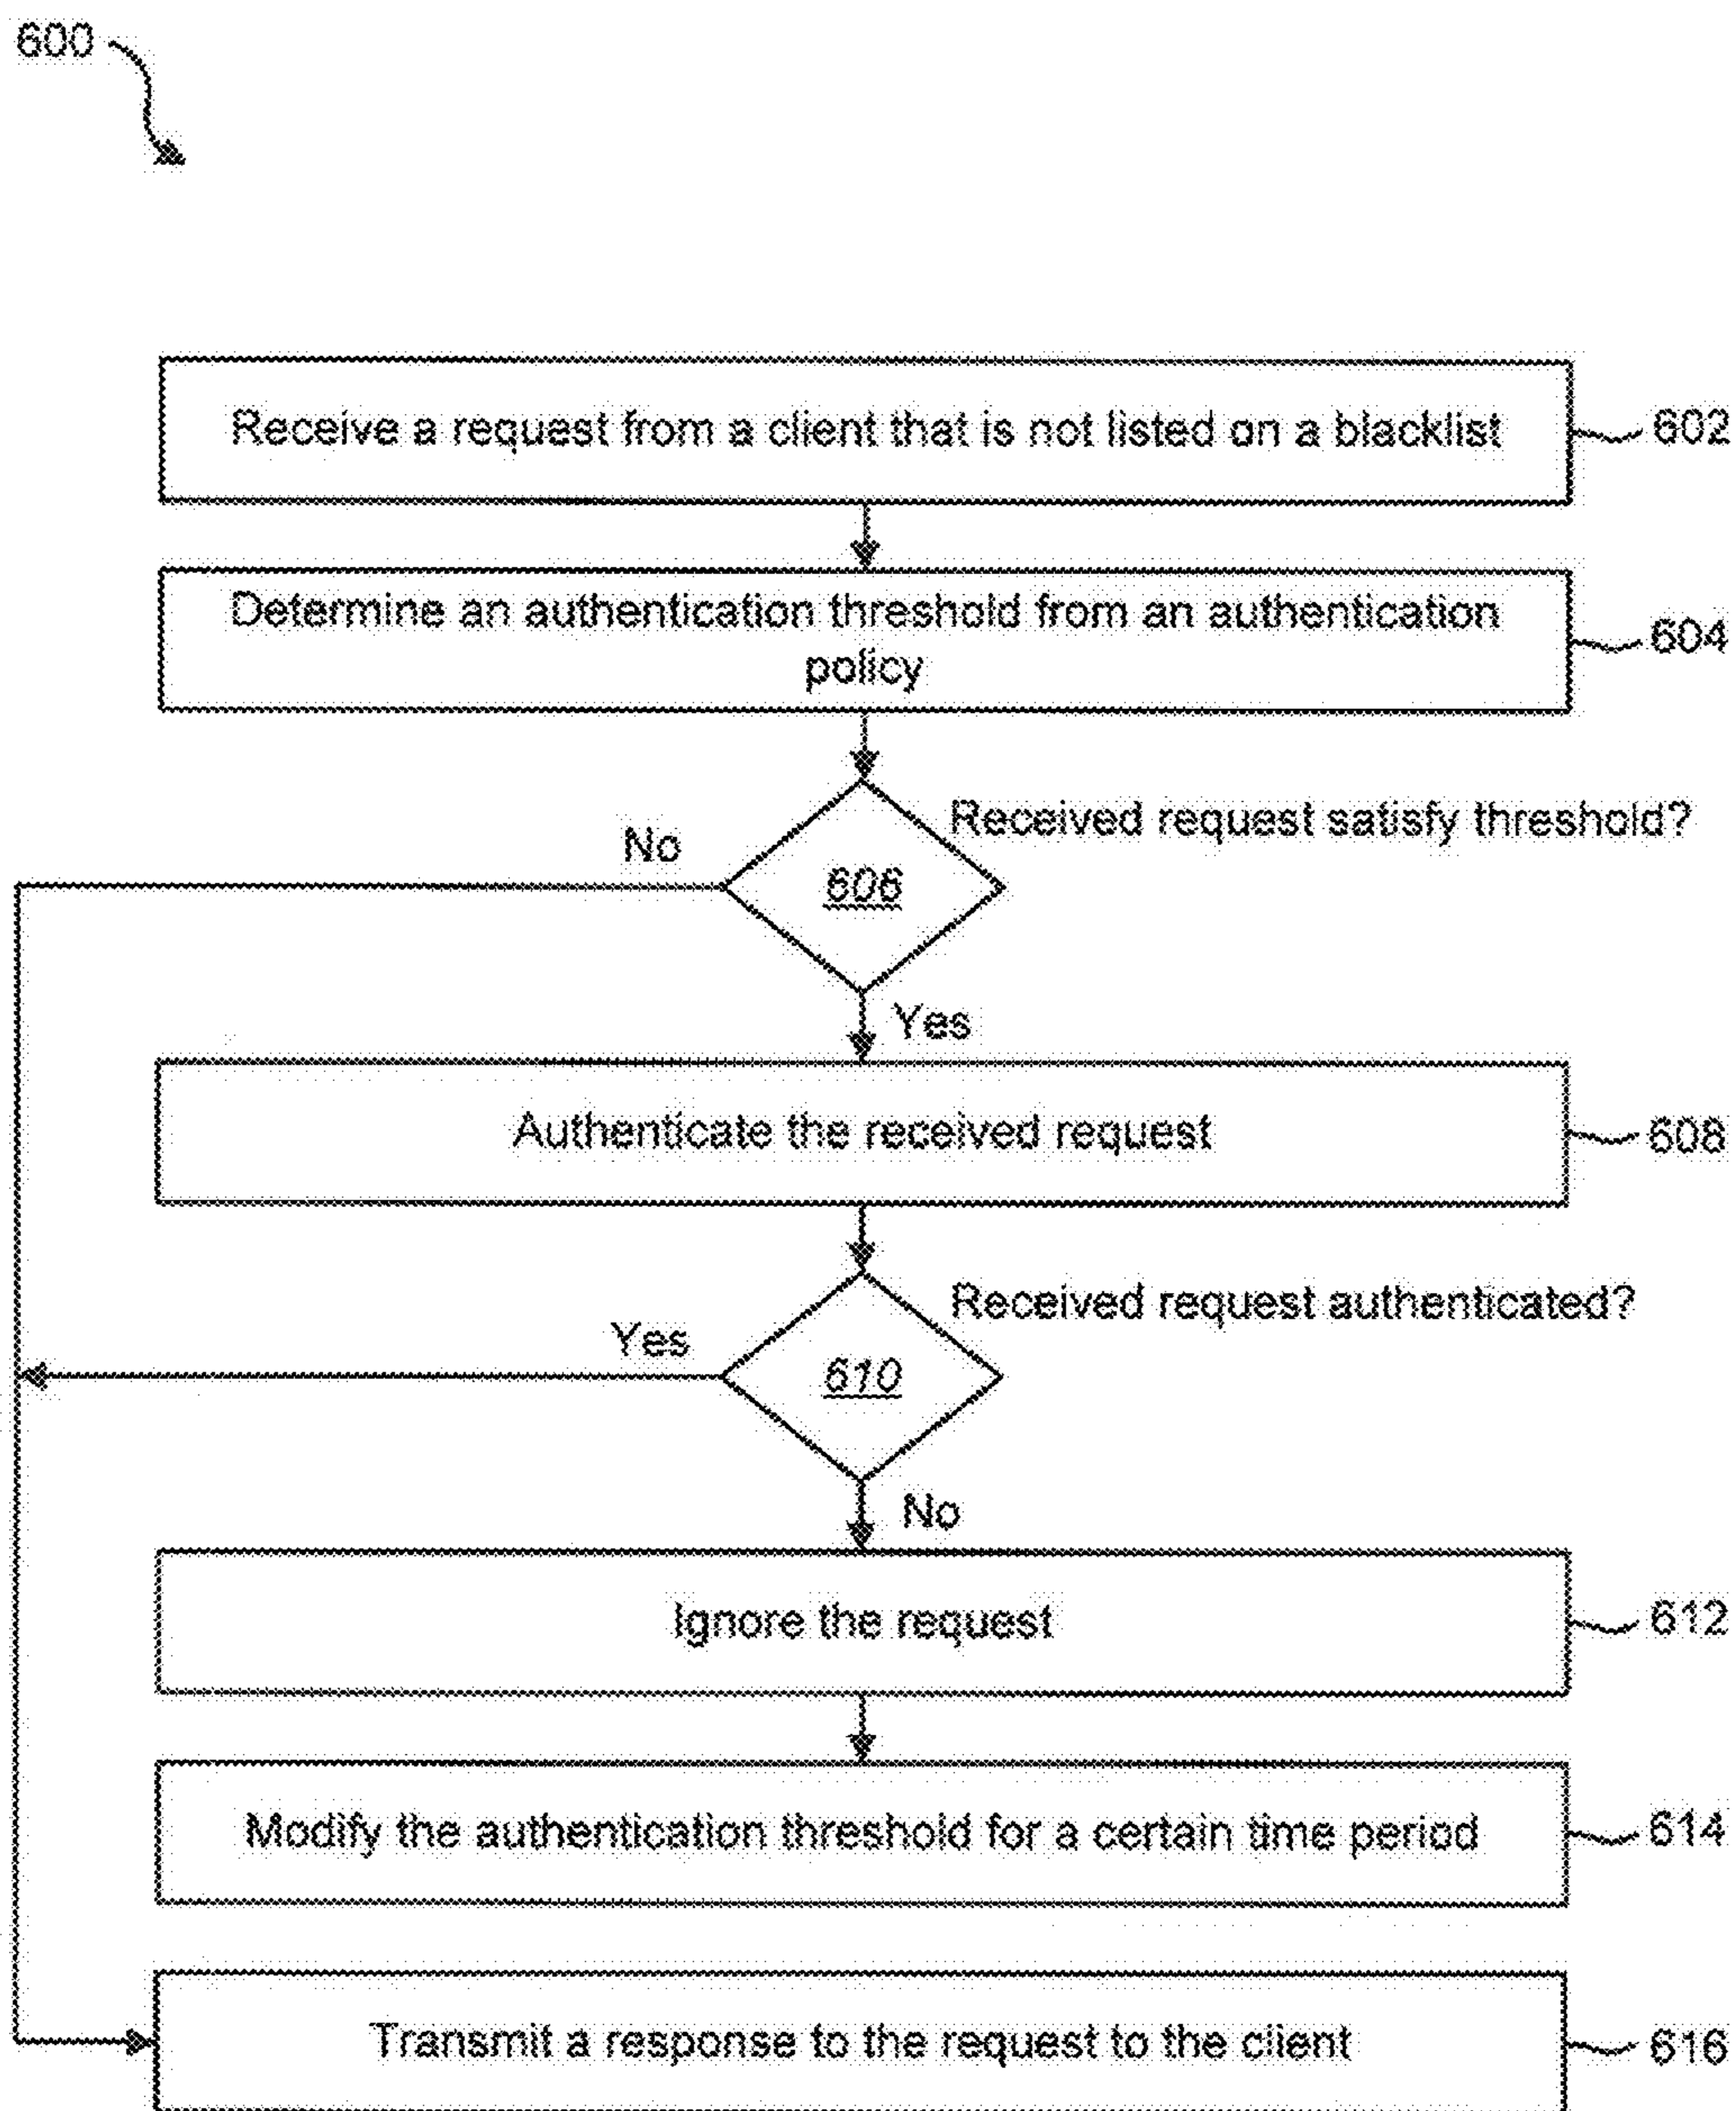 600
Receive a request from a client that is not listed on a blacklist
602
Determine an authentication threshold from an authentication
policy
604
Received request satisfy threshold?
No
606
Yes
Authenticate the received request
608
Received request authenticated?
Yes
610
No
Ignore the request
612
Modify the authentication threshold for a certain time period
614
Transmit a response to the request to the client
616